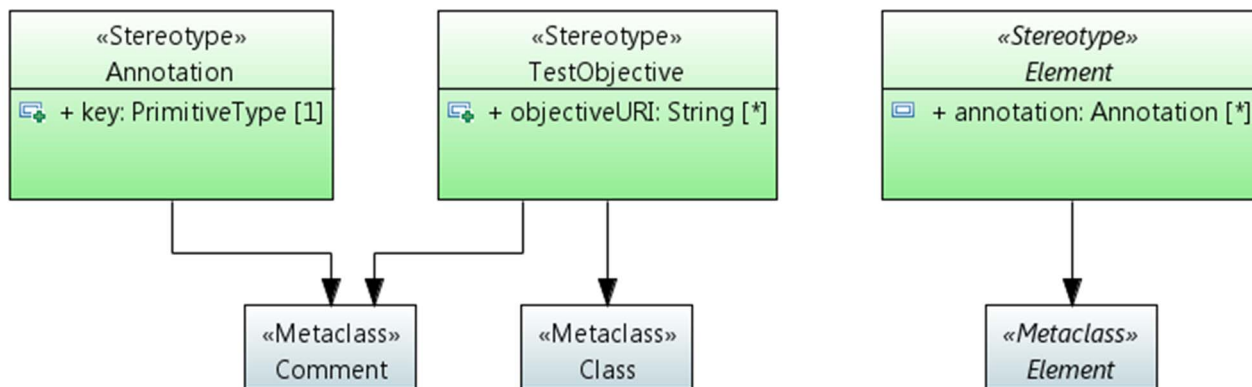 «Stereotype»
Annotation
+ key: PrimitiveType [1]
«Stereotype»
TestObjective
+ objectiveURI: String [*]
«Stereotype»
Element
+ annotation: Annotation [*]
«Metaclass»
Comment
«Metaclass»
Class
«Metaclass»
Element